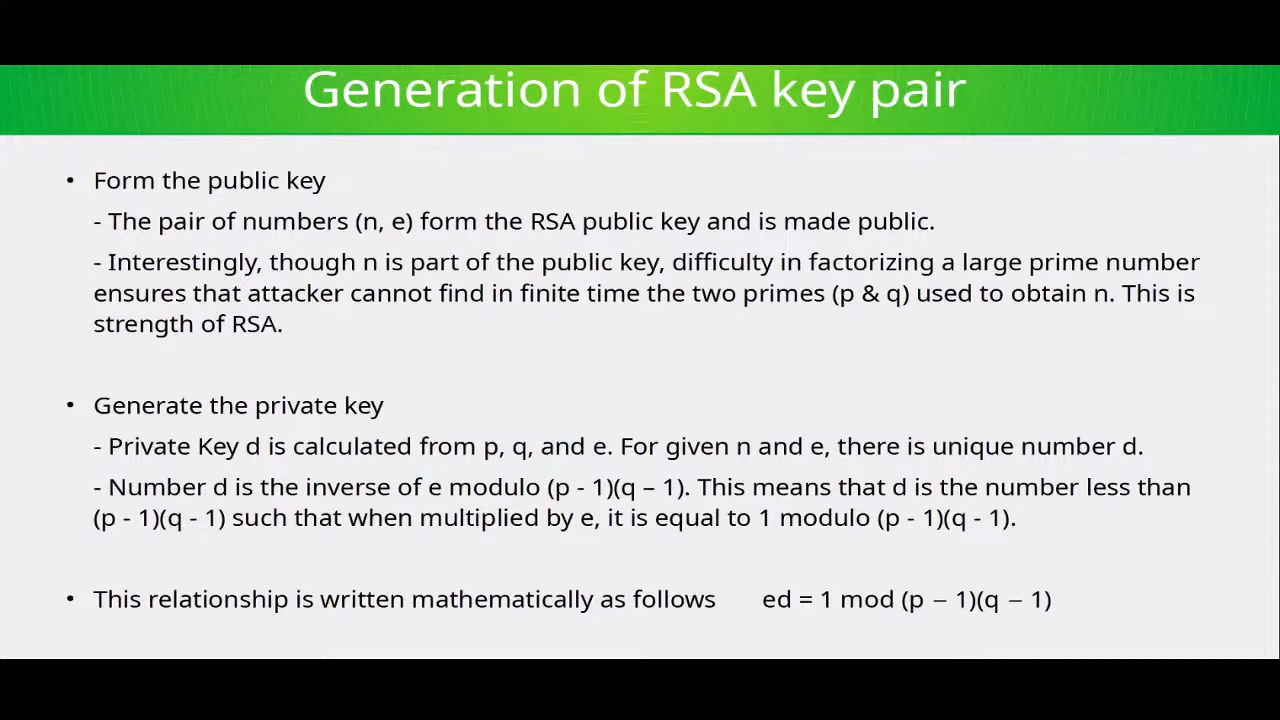 Generation of RSA key pair
• Form the public key
- The pair of numbers (n, e) form the RSA public key and is made public.
- Interestingly, though n is part of the public key, difficulty in factorizing a large prime number
ensures that attacker cannot find in finite time the two primes (p & q) used to obtain n. This is
strength of RSA.
• Generate the private key
- Private Key d is calculated from p, q, and e. For given n and e, there is unique number d.
- Number d is the inverse of e modulo (p - 1)(q – 1). This means that d is the number less than
(p - 1)(q - 1) such that when multiplied by e, it is equal to 1 modulo (p - 1)(q - 1).
• This relationship is written mathematically as follows ed = 1 mod (p − 1)(q − 1)